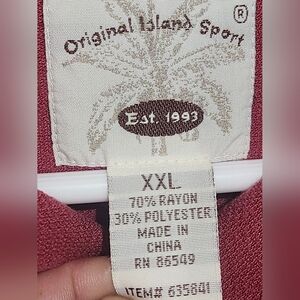 Original Island Sport
®
Est. 1993
XXL
70% RAYON
30% POLYESTER
MADE IN
CHINA
RN 86549
ITEM# 635841